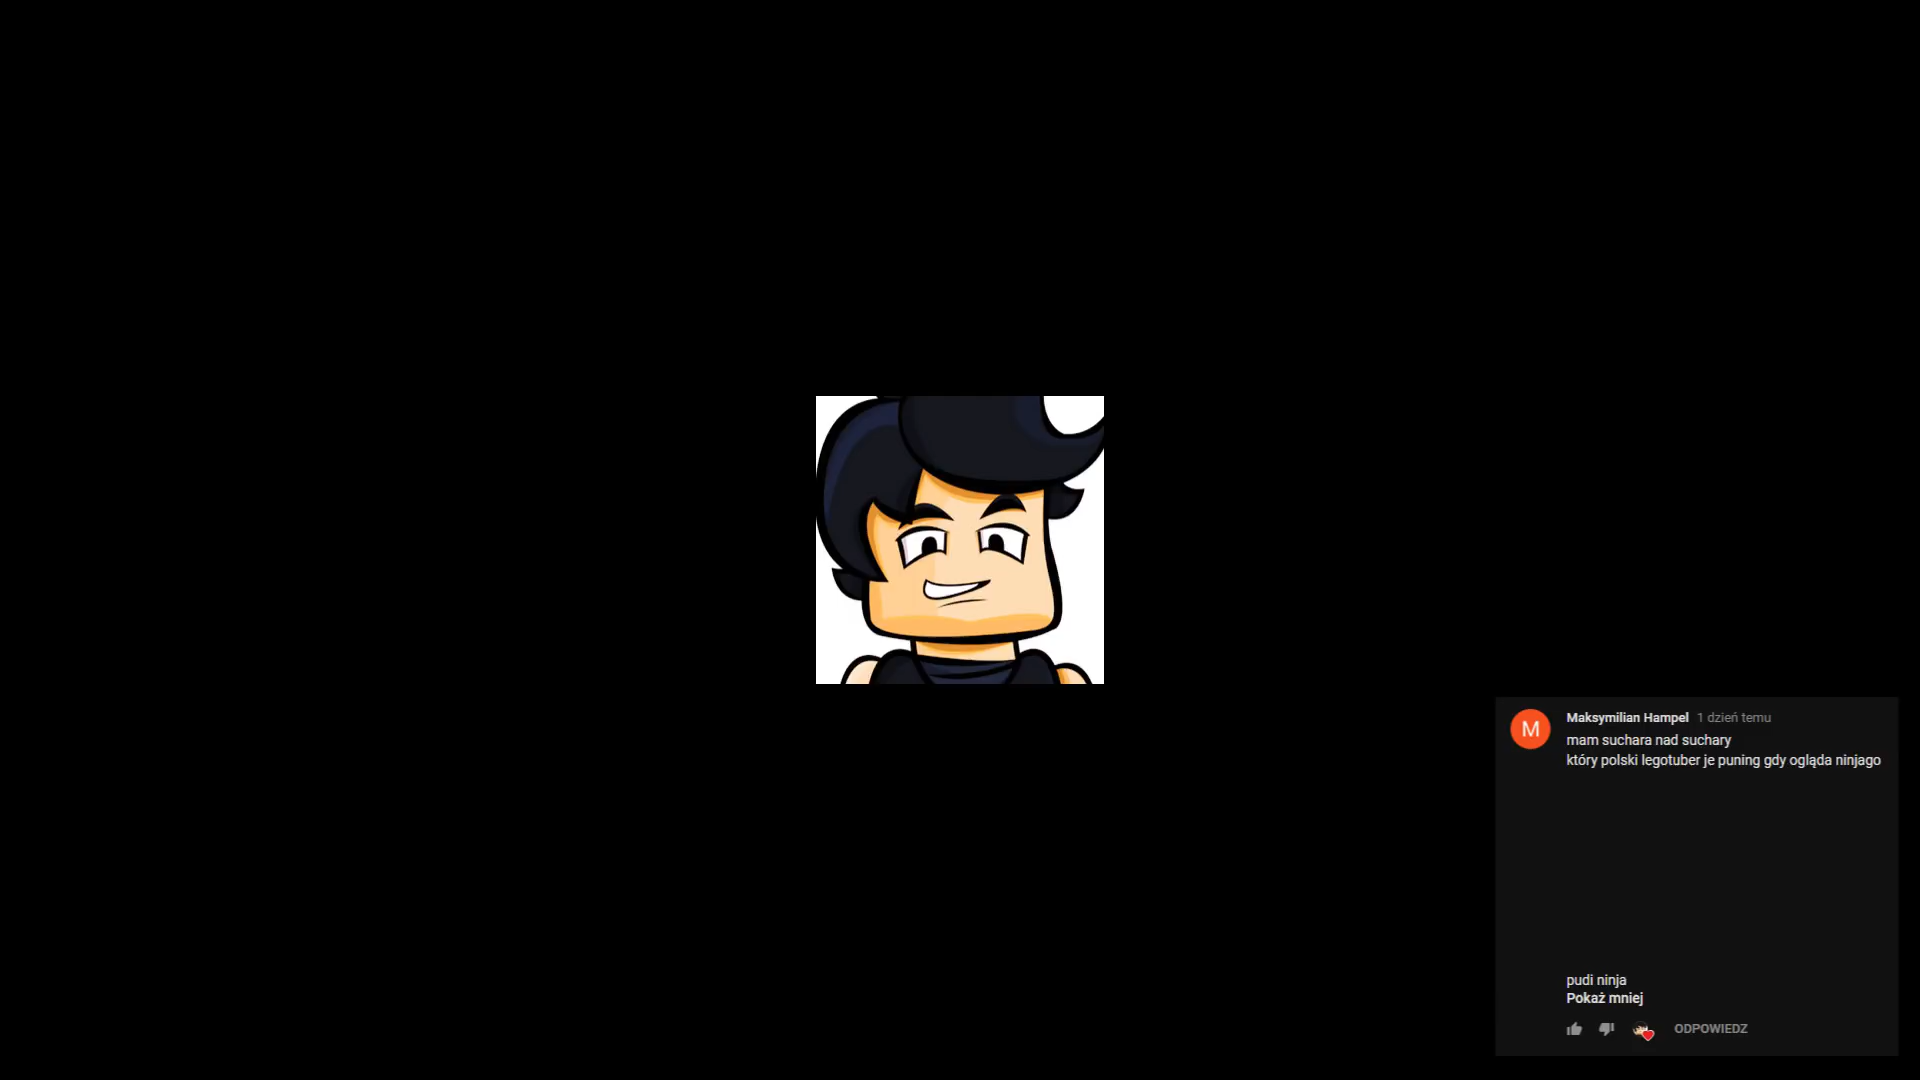 M
Maksymilian Hampel 1 dzień temu
mam suchara nad suchary
który polski legotuber je puning gdy ogląda ninjago
pudi ninja
Pokaż mniej
ODPOWIEDZ